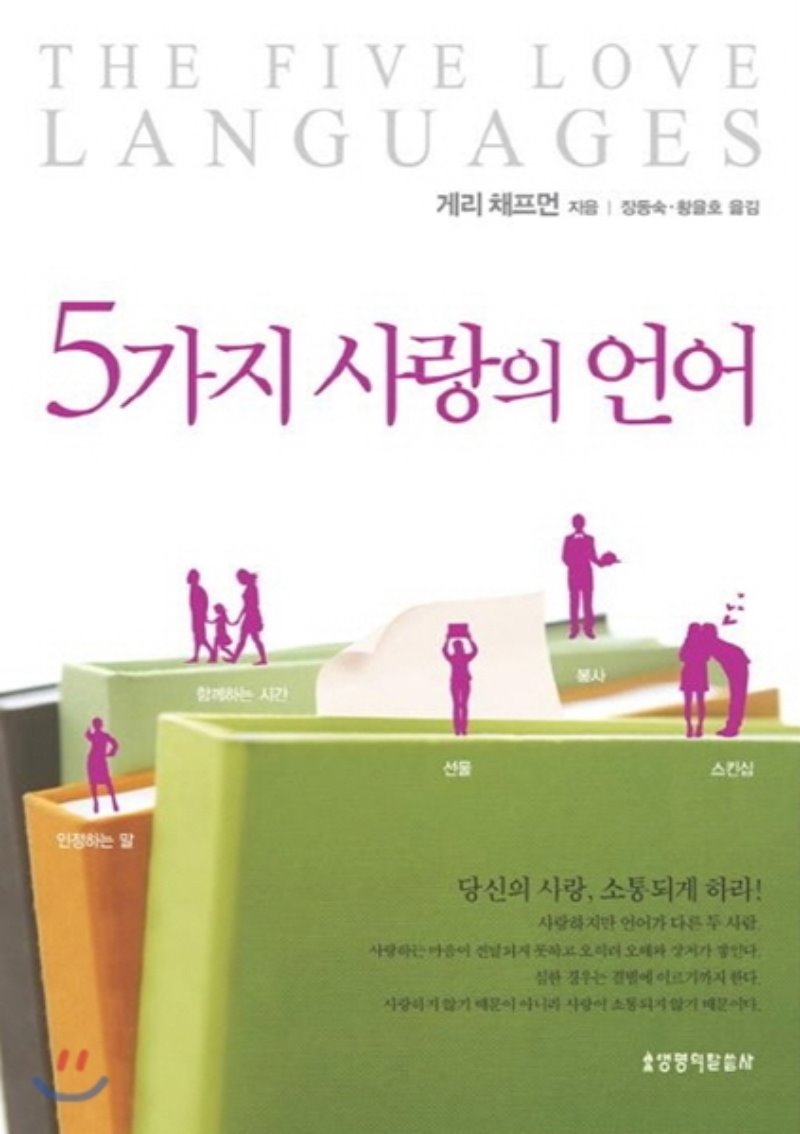 THE FIVE LOVE
LANGUAGES
게리 채프먼 지음 | 장동숙·황을호 옮김
5가지 사랑의 언어
봉사
함께하는 시간
선물
스킨십
인정하는 말
당신의 사랑, 소통되게 하라!
사랑하지만 언어가 다른 두 사람.
사랑하는 마음이 전달되지 못하고 오히려 오해와 상처가 쌓인다.
심한 경우는 결별에 이르기까지 한다.
사랑하지 않기 때문이 아니라 사랑이 소통되지 않기 때문이다.
생명의말씀사